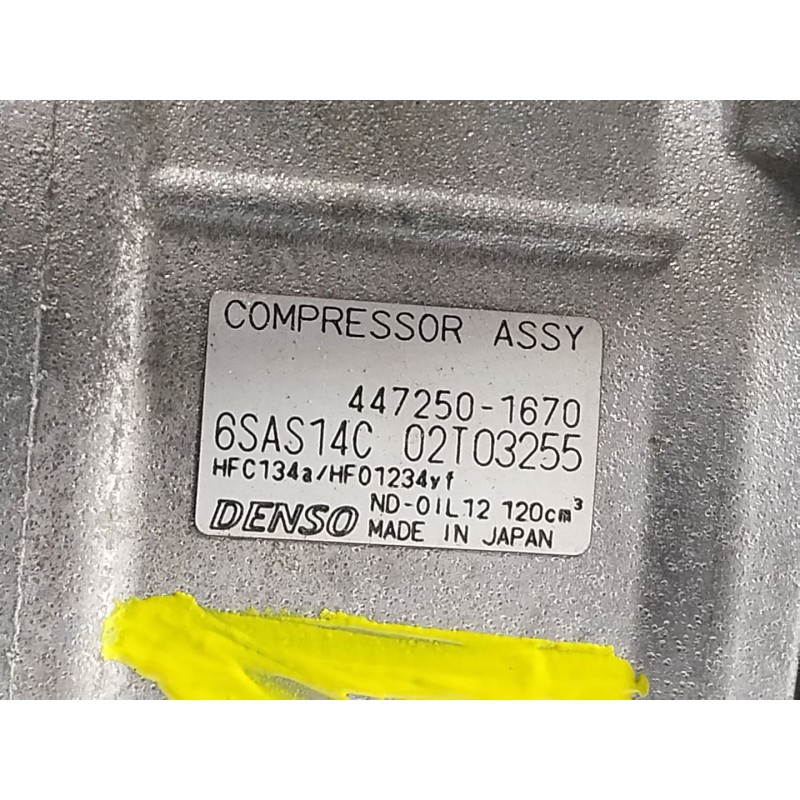 COMPRESSOR ASSY
447250-1670
6SAS14C 02T03255
HFC134a/HFO1234yf
ND-OIL12 120cm³
DENSO MADE IN JAPAN